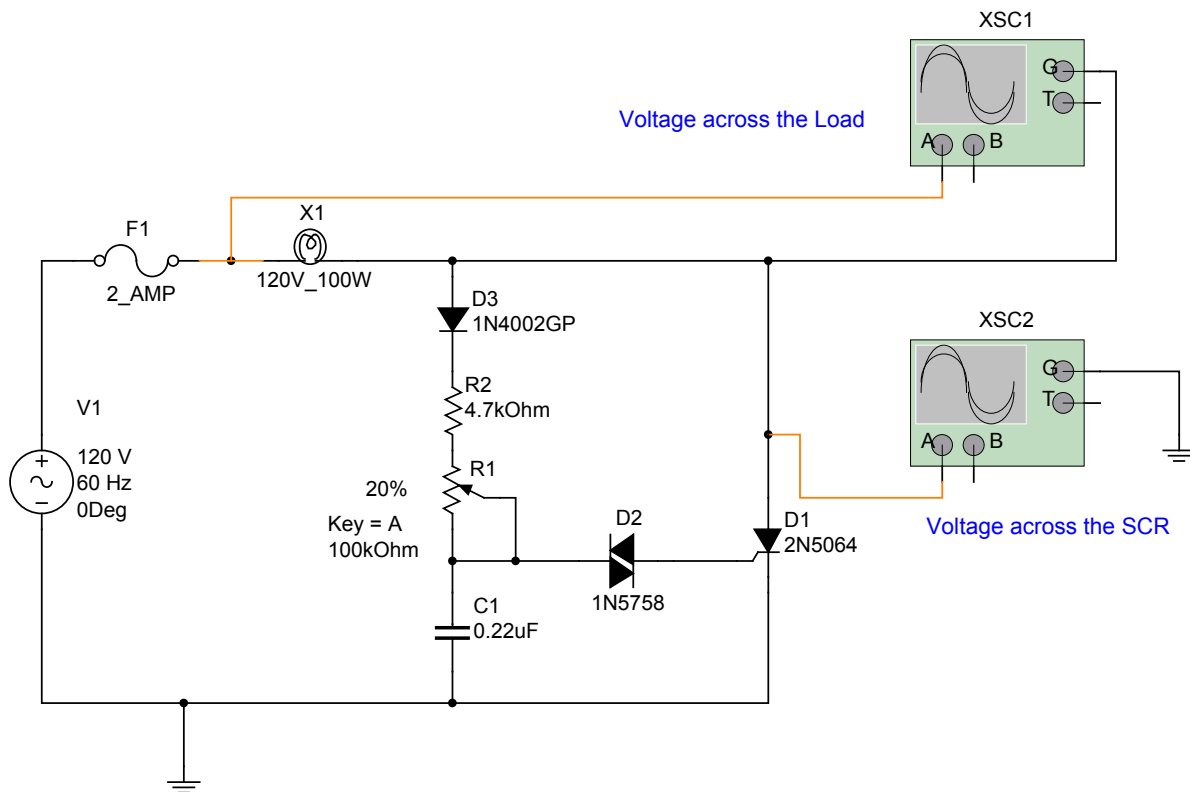 XSC1
G
T
A
B
Voltage across the Load
F1
2_AMP
X1
120V_100W
D3
1N4002GP
R2
4.7kOhm
V1
120 V
60 Hz
0Deg
20%
R1
Key = A
100kOhm
D2
1N5758
C1
0.22uF
XSC2
G
T
A
B
D1
2N5064
Voltage across the SCR